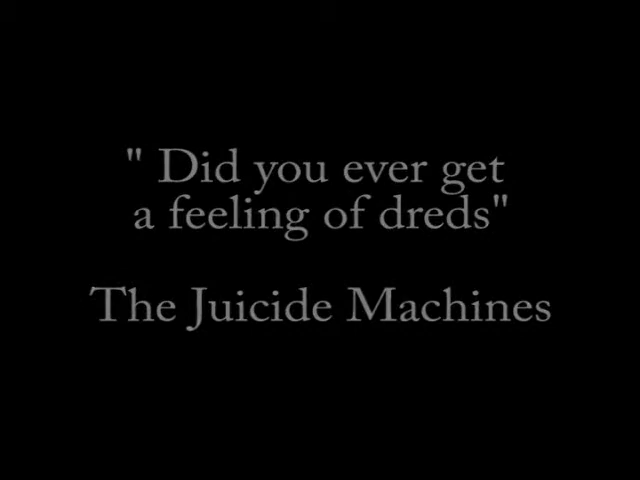 " Did you ever get
a feeling of dreds"
The Juicide Machines